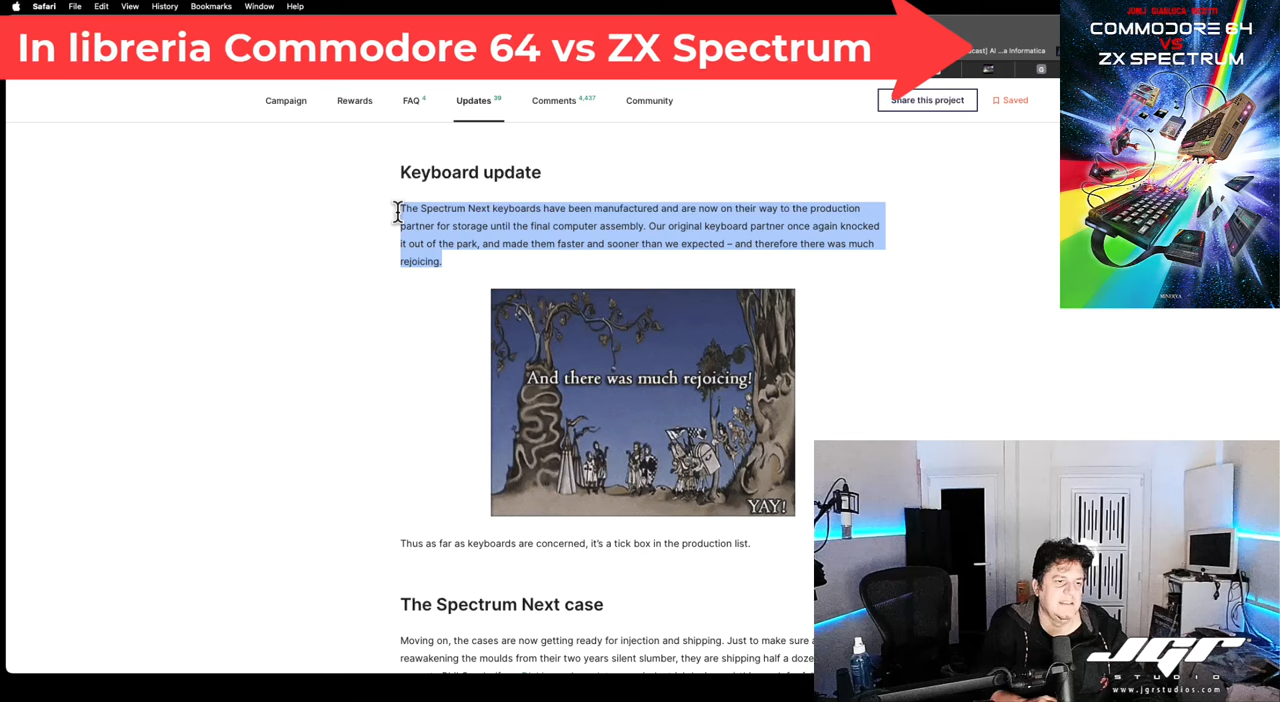 Safari File Edit View History Bookmarks Window Help
In libreria Commodore 64 vs ZX Spectrum
cast] AI ...a Informatica
G
Campaign Rewards FAQ 4 Updates 39 Comments 4,437 Community Share this project Saved
Keyboard update
The Spectrum Next keyboards have been manufactured and are now on their way to the production
partner for storage until the final computer assembly. Our original keyboard partner once again knocked
it out of the park, and made them faster and sooner than we expected – and therefore there was much
rejoicing.
And there was much rejoicing!
YAY!
Thus as far as keyboards are concerned, it's a tick box in the production list.
The Spectrum Next case
Moving on, the cases are now getting ready for injection and shipping. Just to make sure
reawakening the moulds from their two years silent slumber, they are shipping half a doze
COMMODORE 64
VS
ZX SPECTRUM
MINERVA
JGR
STUDIO
www.jgrstudios.com